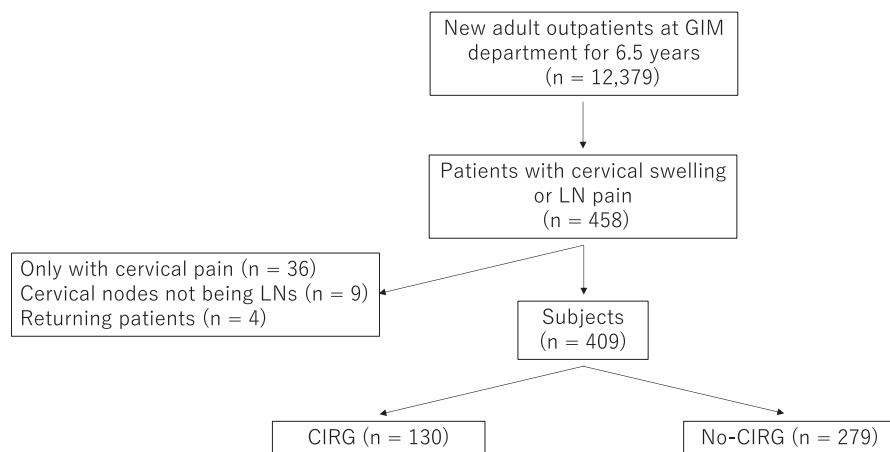 New adult outpatients at GIM
department for 6.5 years
(n = 12,379)
Patients with cervical swelling
or LN pain
(n = 458)
Only with cervical pain (n = 36)
Cervical nodes not being LNs (n = 9)
Returning patients (n = 4)
Subjects
(n = 409)
CIRG (n = 130)
No-CIRG (n = 279)